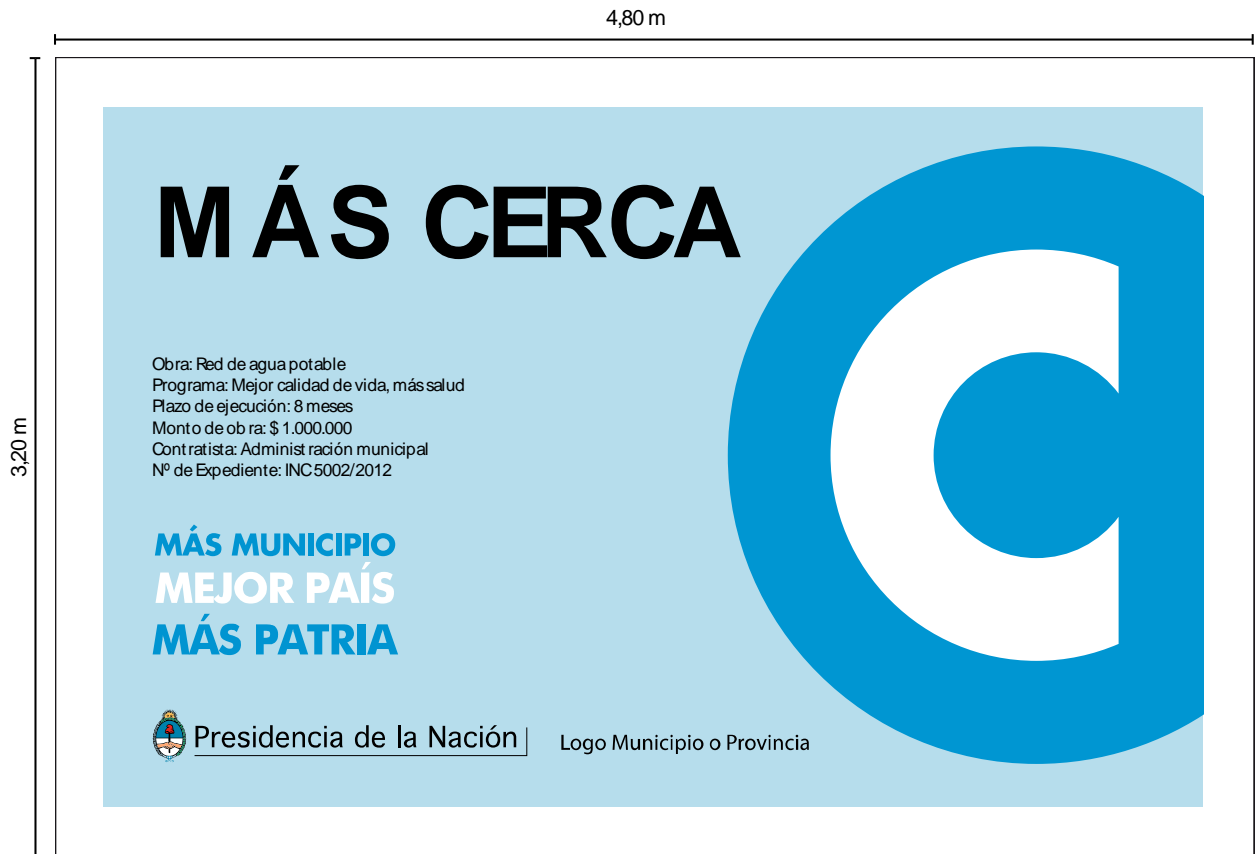 4,80 m
3,20 m
MÁS CERCA
Obra: Red de agua potable
Programa: Mejor calidad de vida, más salud
Plazo de ejecución: 8 meses
Monto de obra: $ 1.000.000
Contratista: Administración municipal
Nº de Expediente: INC5002/2012
MÁS MUNICIPIO
MEJOR PAÍS
MÁS PATRIA
Presidencia de la Nación
Logo Municipio o Provincia